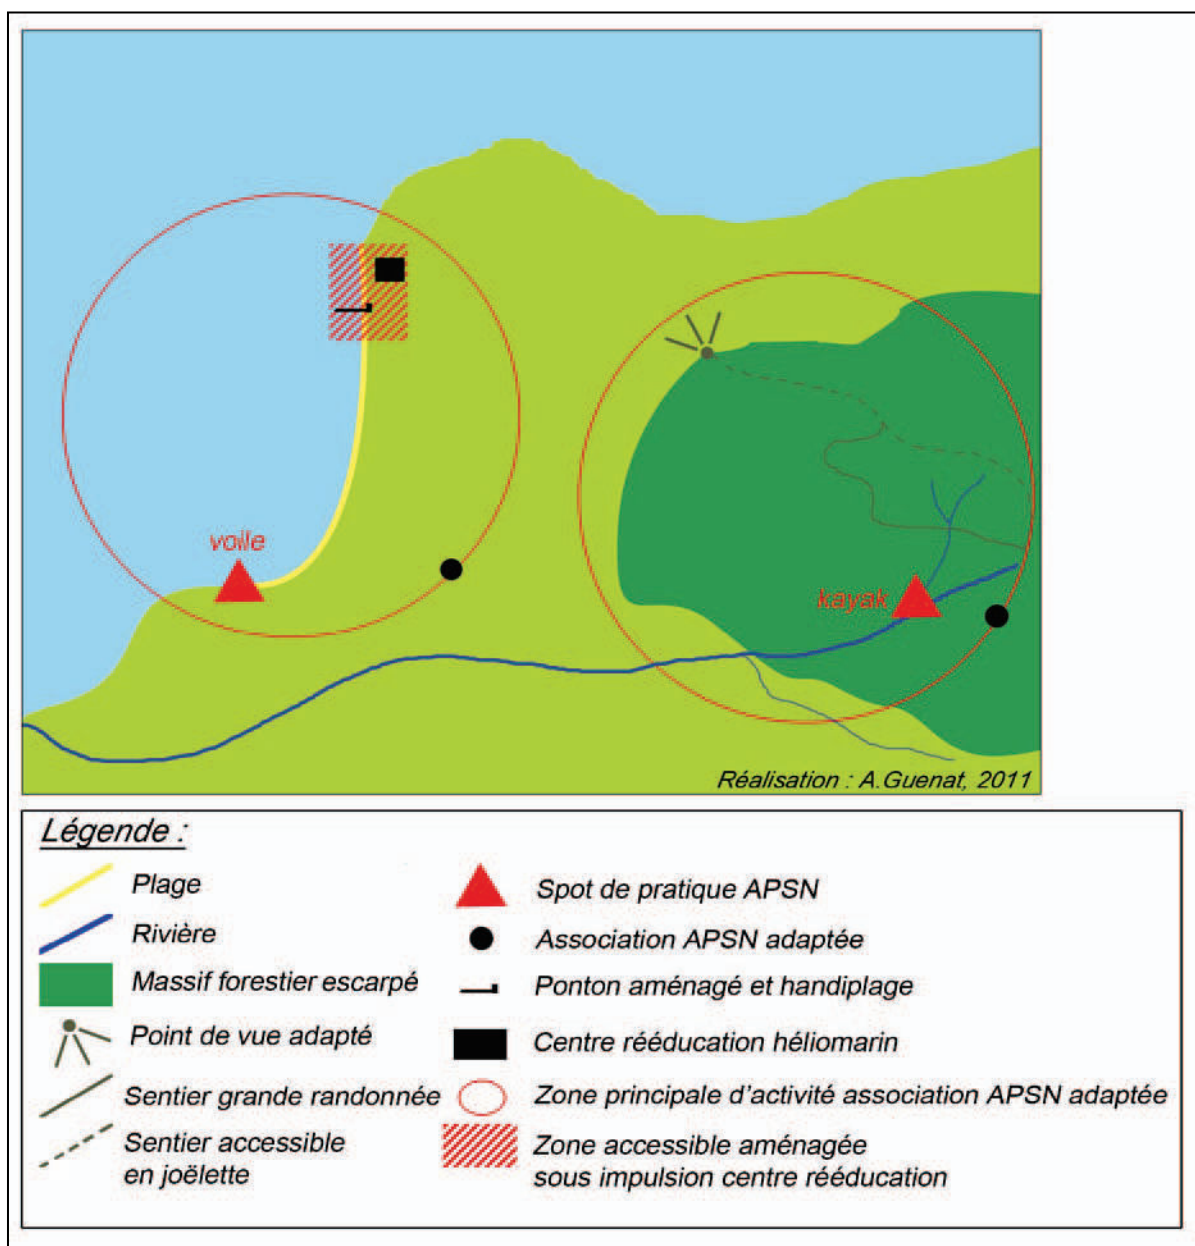 voile
kayak
Réalisation : A.Guenat, 2011
Légende :
Plage
Rivière
Massif forestier escarpé
Point de vue adapté
Sentier grande randonnée
Sentier accessible
en joëlette
Spot de pratique APSN
Association APSN adaptée
Ponton aménagé et handiplage
Centre rééducation héliomarin
Zone principale d'activité association APSN adaptée
Zone accessible aménagée
sous impulsion centre rééducation